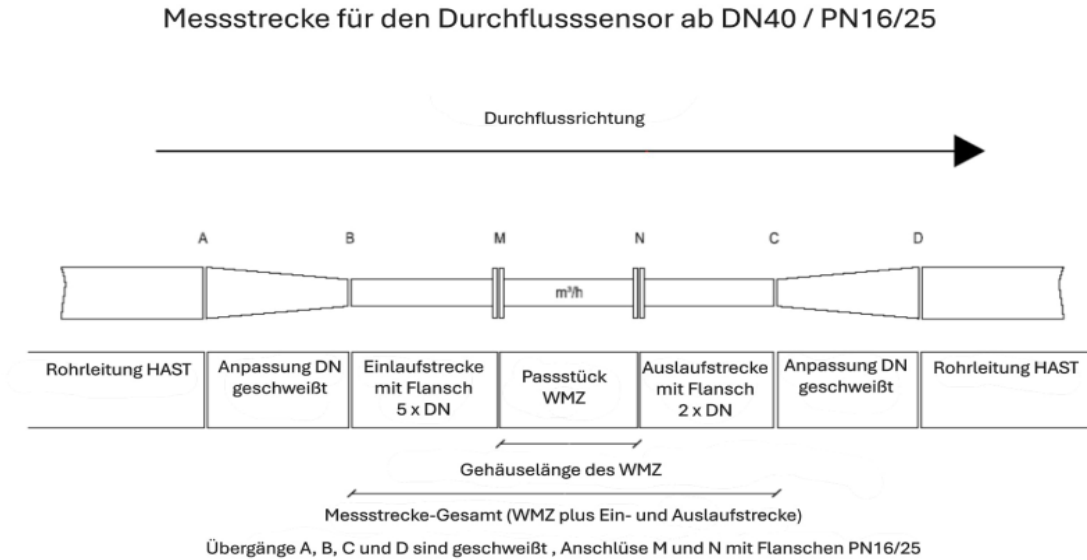 Messstrecke für den Durchflusssensor ab DN40 / PN16/25
Durchflussrichtung
A B M N C D
m³/h
Rohrleitung HAST
Anpassung DN
geschweißt
Einlaufstrecke
mit Flansch
5 x DN
Passstück
WMZ
Auslaufstrecke
mit Flansch
2 x DN
Anpassung DN
geschweißt
Rohrleitung HAST
Gehäuselänge des WMZ
Messstrecke-Gesamt (WMZ plus Ein- und Auslaufstrecke)
Übergänge A, B, C und D sind geschweißt , Anschlüse M und N mit Flanschen PN16/25